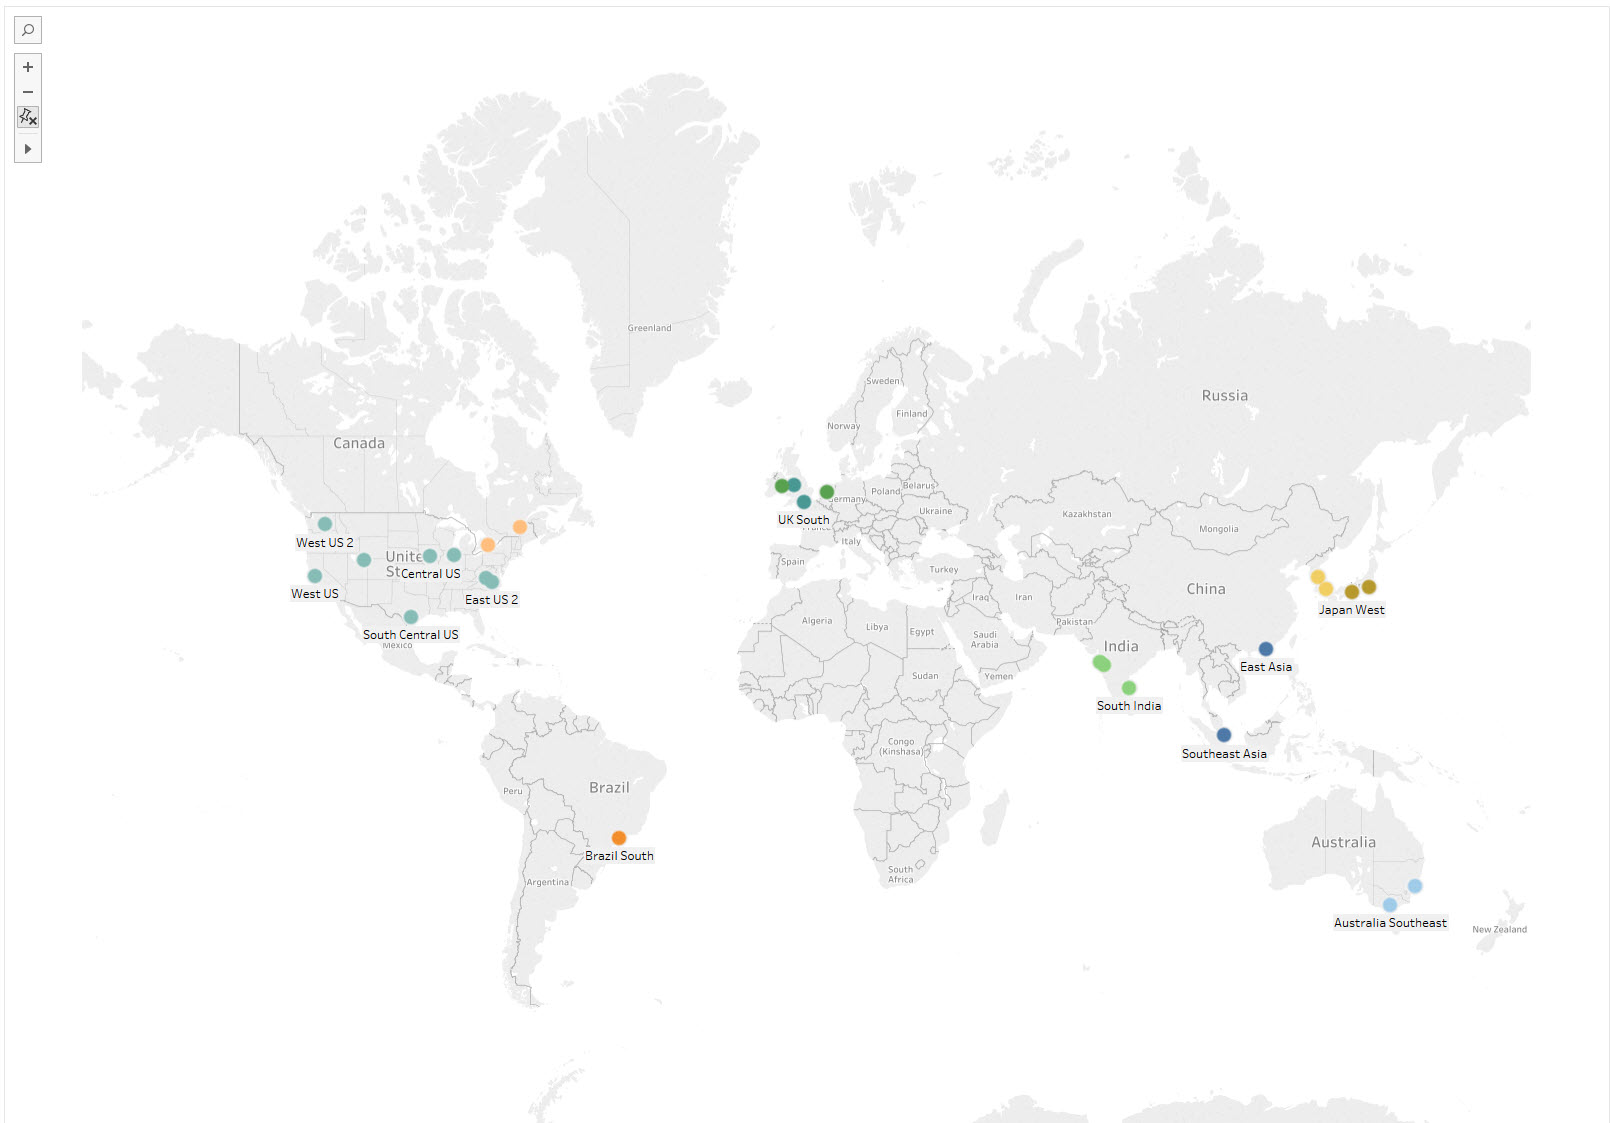 Greenland
Russia
Sweden
Finland
Norway
Canada
Poland
Belarus
Germany
Ukraine
Kazakhstan
UK South
France
Mongolia
West US 2
United
States
Central US
Italy
Spain
Turkey
China
West US
East US 2
Iraq
Iran
Japan West
South Central US
Mexico
Algeria
Libya
Egypt
Saudi
Arabia
Pakistan
India
East Asia
Sudan
Yemen
South India
Congo
(Kinshasa)
Southeast Asia
Peru
Brazil
Australia
Brazil South
Argentina
South
Africa
Australia Southeast
New Zealand